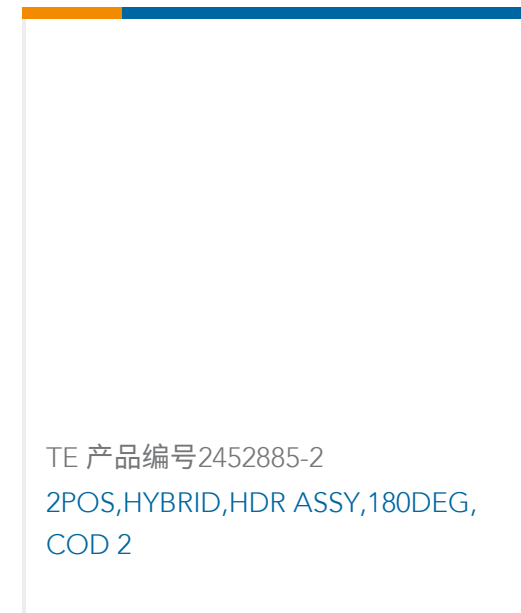 TE 产品编号2452885-2
2POS,HYBRID,HDR ASSY,180DEG,
COD 2